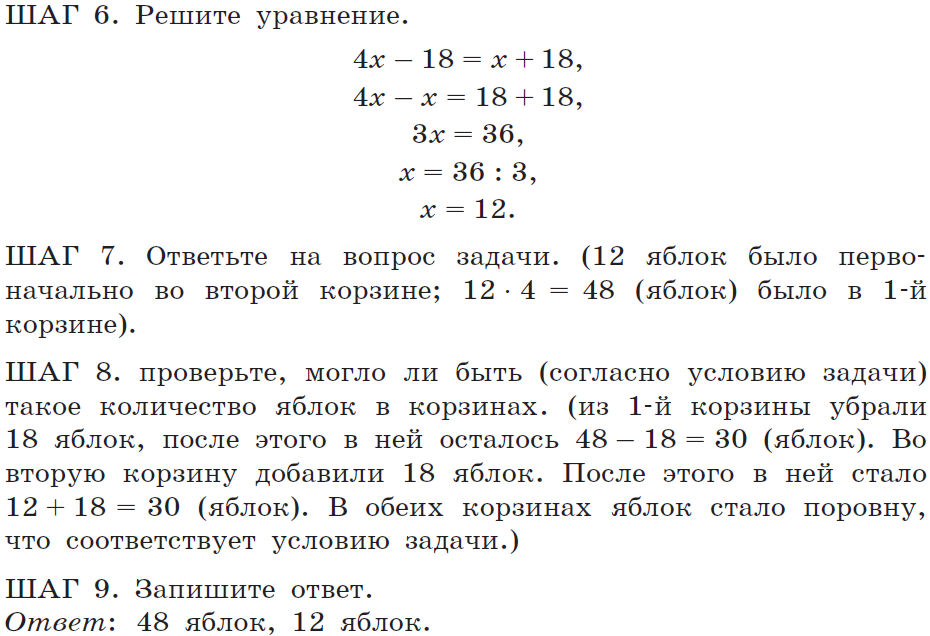 ШАГ 6. Решите уравнение.
4x − 18 = x + 18,
4x − x = 18 + 18,
3x = 36,
x = 36 : 3,
x = 12.
ШАГ 7. Ответьте на вопрос задачи. (12 яблок было перво-
начально во второй корзине; 12 · 4 = 48 (яблок) было в 1-й
корзине).
ШАГ 8. проверьте, могло ли быть (согласно условию задачи)
такое количество яблок в корзинах. (из 1-й корзины убрали
18 яблок, после этого в ней осталось 48 − 18 = 30 (яблок). Во
вторую корзину добавили 18 яблок. После этого в ней стало
12 + 18 = 30 (яблок). В обеих корзинах яблок стало поровну,
что соответствует условию задачи.)
ШАГ 9. Запишите ответ.
Ответ: 48 яблок, 12 яблок.